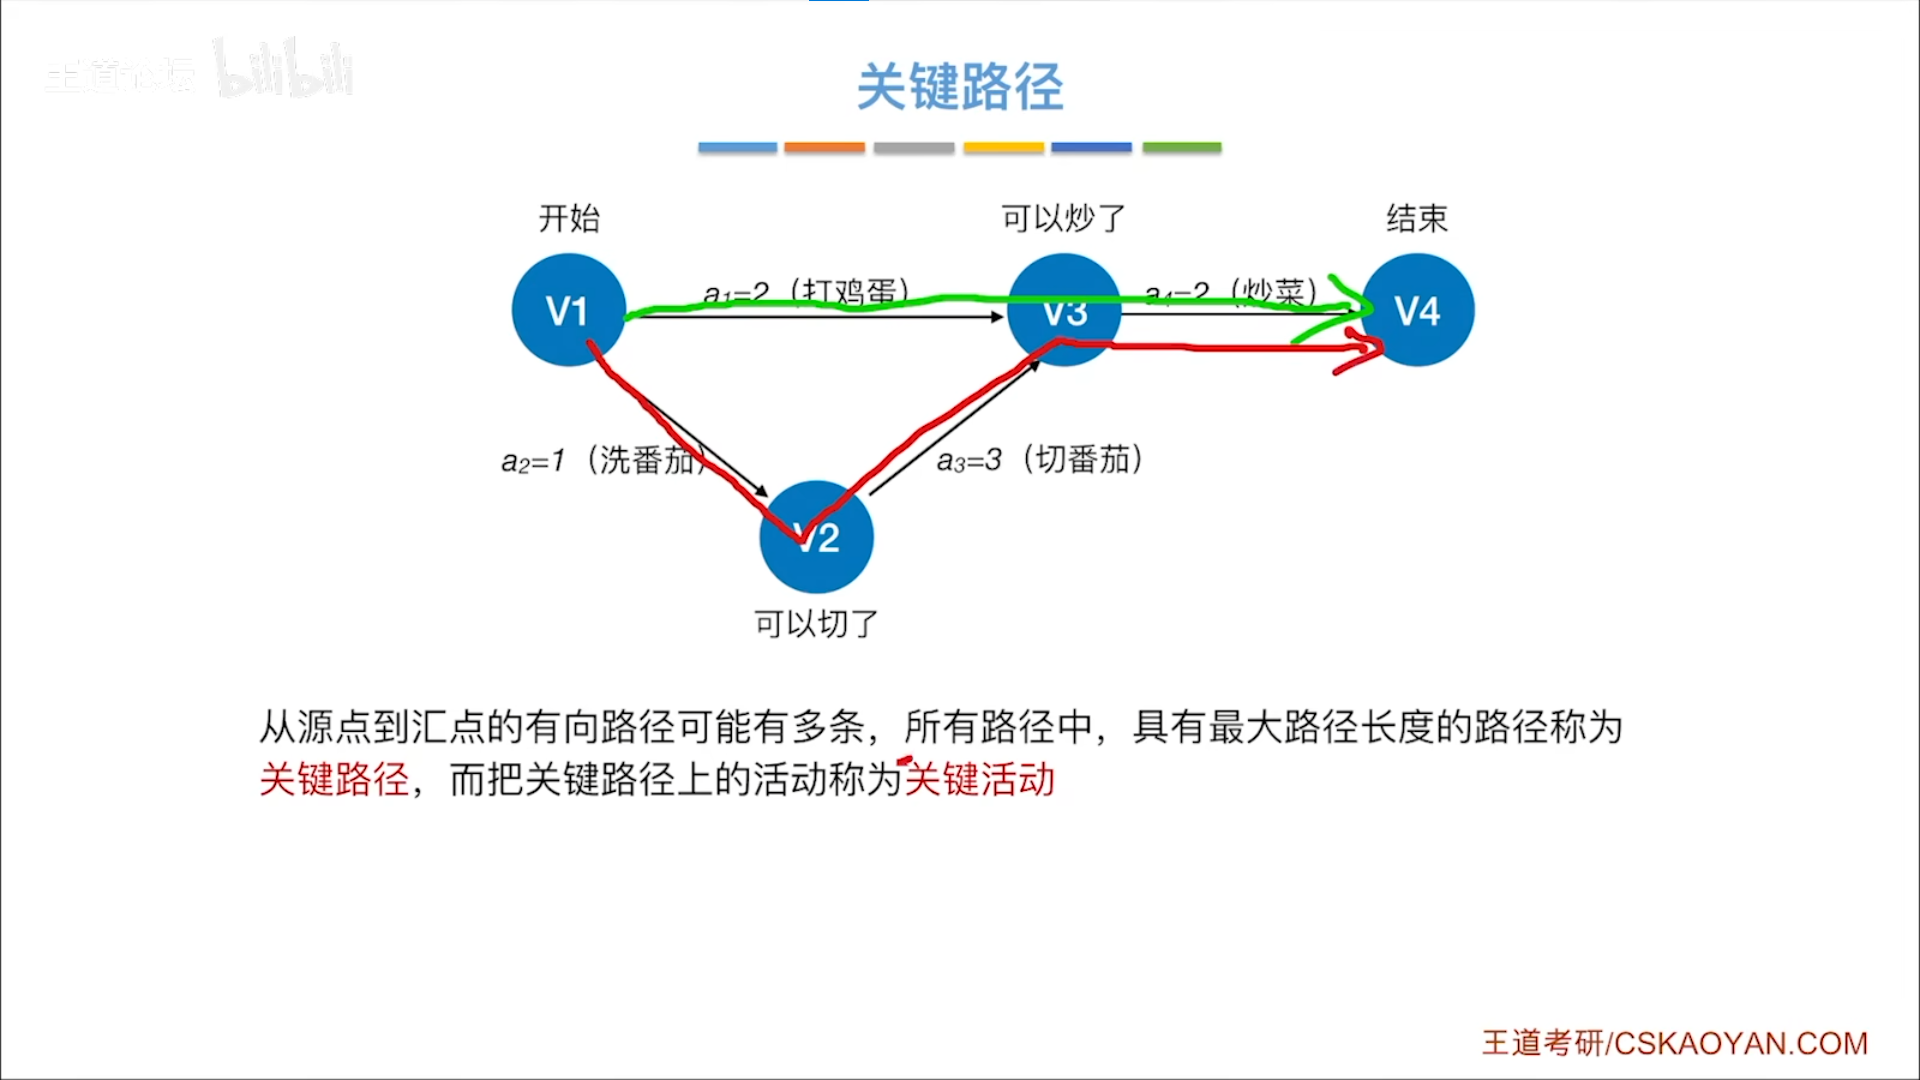 王道论坛 bilibili
关键路径
开始
可以炒了
结束
a₁=2（打鸡蛋）
a₄=2（炒菜）
V1
V3
V4
a₂=1（洗番茄）
a₃=3（切番茄）
V2
可以切了
从源点到汇点的有向路径可能有多条，所有路径中，具有最大路径长度的路径称为
关键路径，而把关键路径上的活动称为关键活动
王道考研/CSKAOYAN.COM